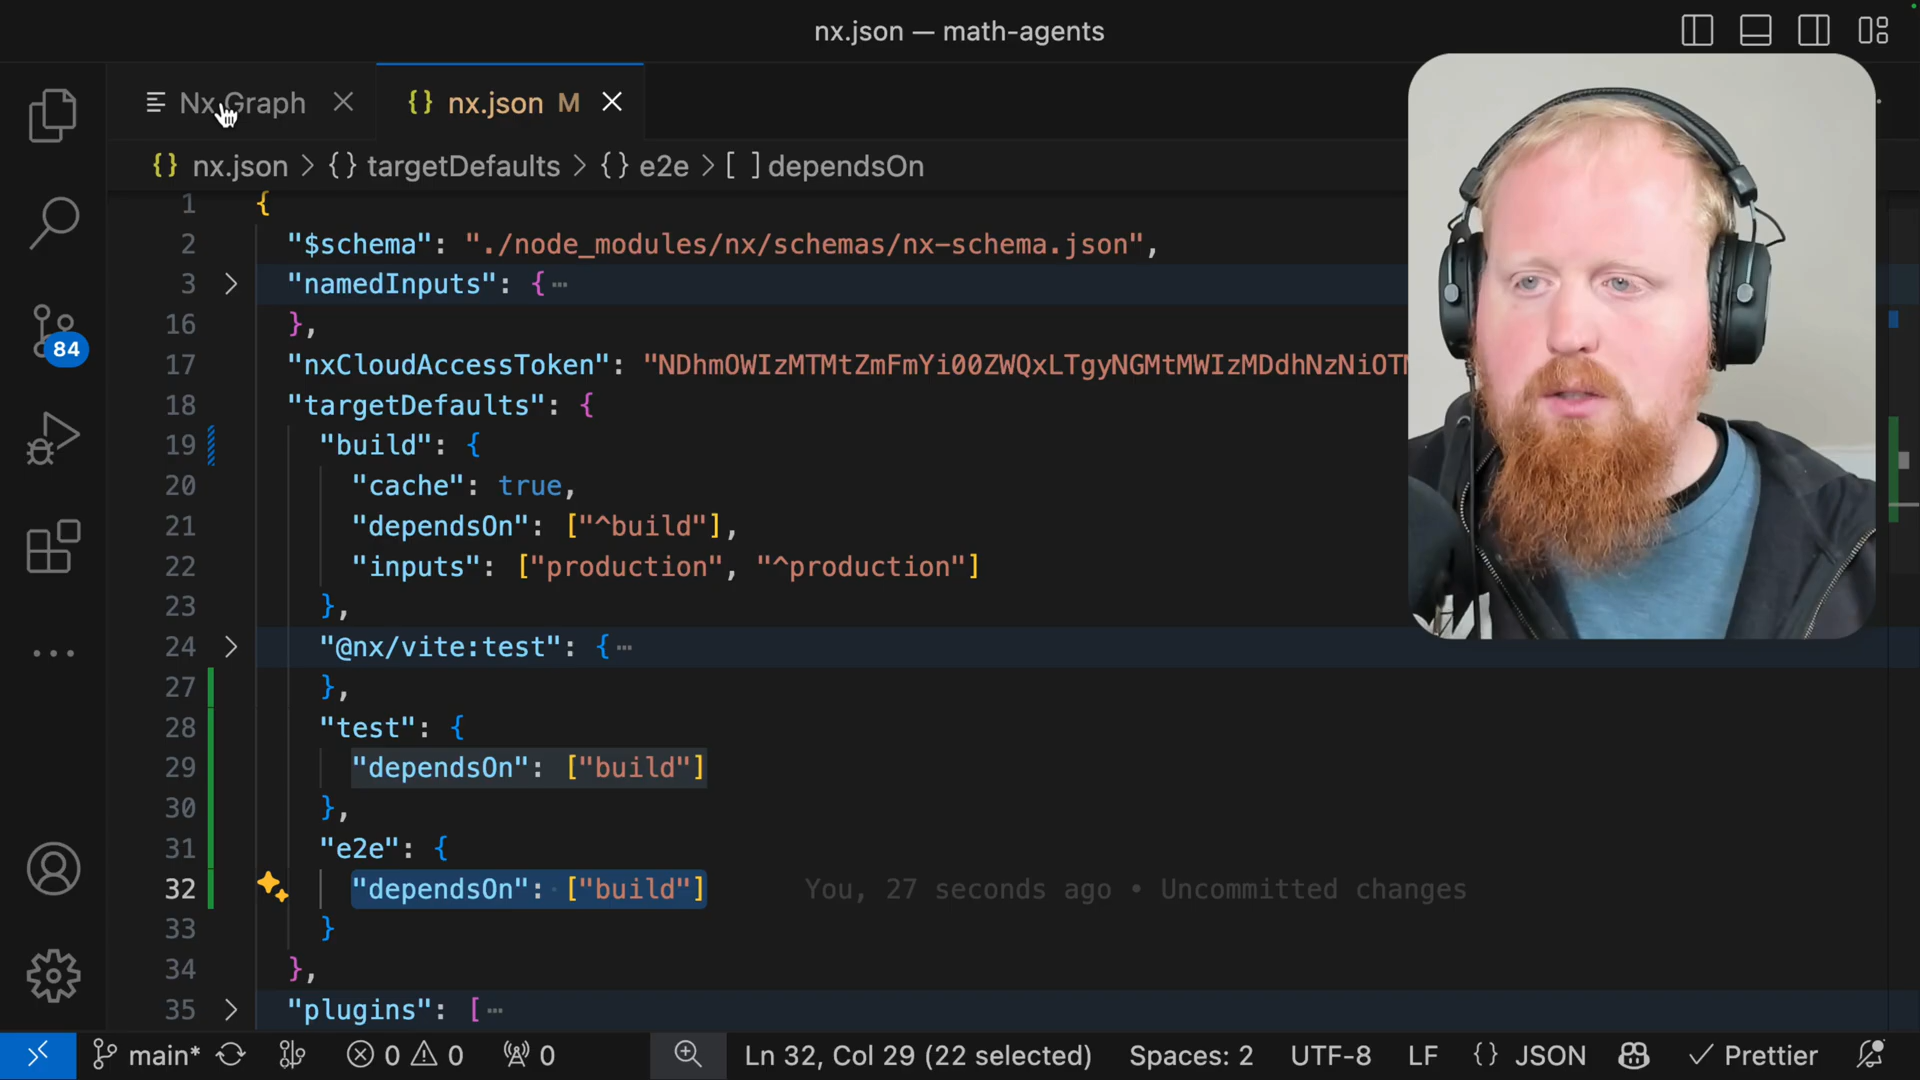 nx.json — math-agents
Nx Graph
{} nx.json M
{} nx.json > {} targetDefaults > {} e2e > [ ] dependsOn
1 {
2 "$schema": "./node_modules/nx/schemas/nx-schema.json",
3 "namedInputs": { ⋯
16 },
17 "nxCloudAccessToken": "NDhmOWIzMTMtZmFmYi00ZWQxLTgyNGMtMWIzMDdhNzNiOTM
18 "targetDefaults": {
19 "build": {
20 "cache": true,
21 "dependsOn": ["^build"],
22 "inputs": ["production", "^production"]
23 },
24 "@nx/vite:test": { ⋯
27 },
28 "test": {
29 "dependsOn": ["build"]
30 },
31 "e2e": {
32 "dependsOn": ["build"] You, 27 seconds ago • Uncommitted changes
33 }
34 },
35 "plugins": [ ⋯
84
main* 0 0 0 Ln 32, Col 29 (22 selected) Spaces: 2 UTF-8 LF {} JSON Prettier